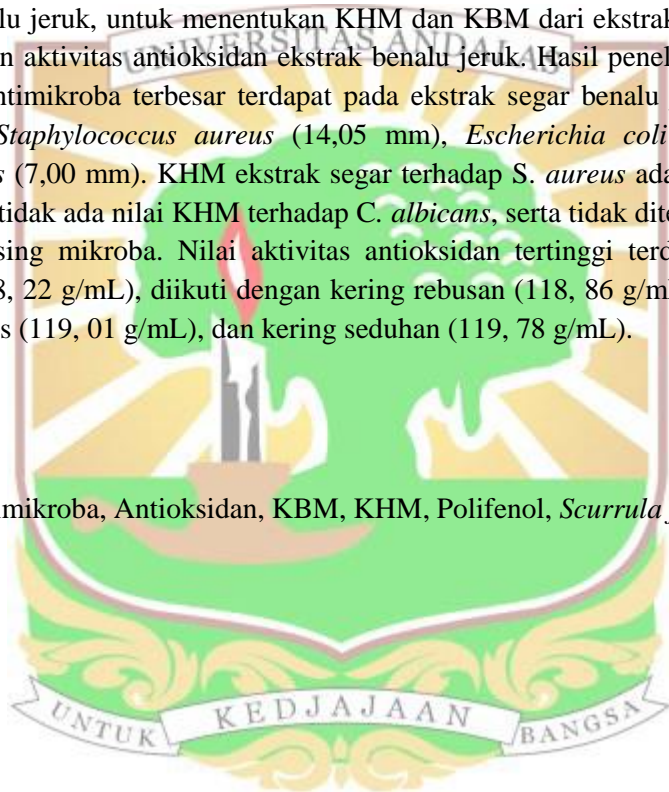 lu jeruk, untuk menentukan KHM dan KBM dari ekstrak
n aktivitas antioksidan ekstrak benalu jeruk. Hasil penel
UNIVERSITAS ANDALAS
ntimikroba terbesar terdapat pada ekstrak segar benalu
Staphylococcus aureus (14,05 mm), Escherichia coli
s (7,00 mm). KHM ekstrak segar terhadap S. aureus ada
tidak ada nilai KHM terhadap C. albicans, serta tidak dite
sing mikroba. Nilai aktivitas antioksidan tertinggi terd
8, 22 g/mL), diikuti dengan kering rebusan (118, 86 g/m
s (119, 01 g/mL), dan kering seduhan (119, 78 g/mL).
imikroba, Antioksidan, KBM, KHM, Polifenol, Scurrula
UNTUK KEDJAJAAN BANGSA